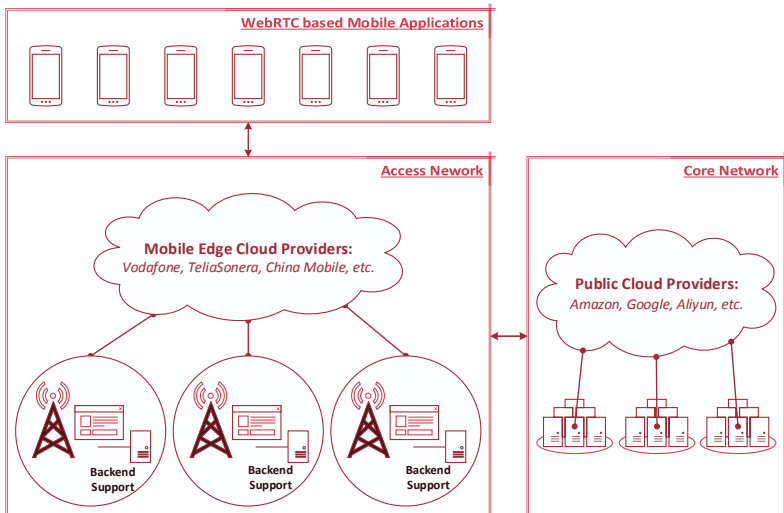 WebRTC based Mobile Applications
Access Nework
Core Network
Mobile Edge Cloud Providers:
Vodafone, TeliaSonera, China Mobile, etc.
Public Cloud Providers:
Amazon, Google, Aliyun, etc.
Backend
Support
Backend
Support
Backend
Support